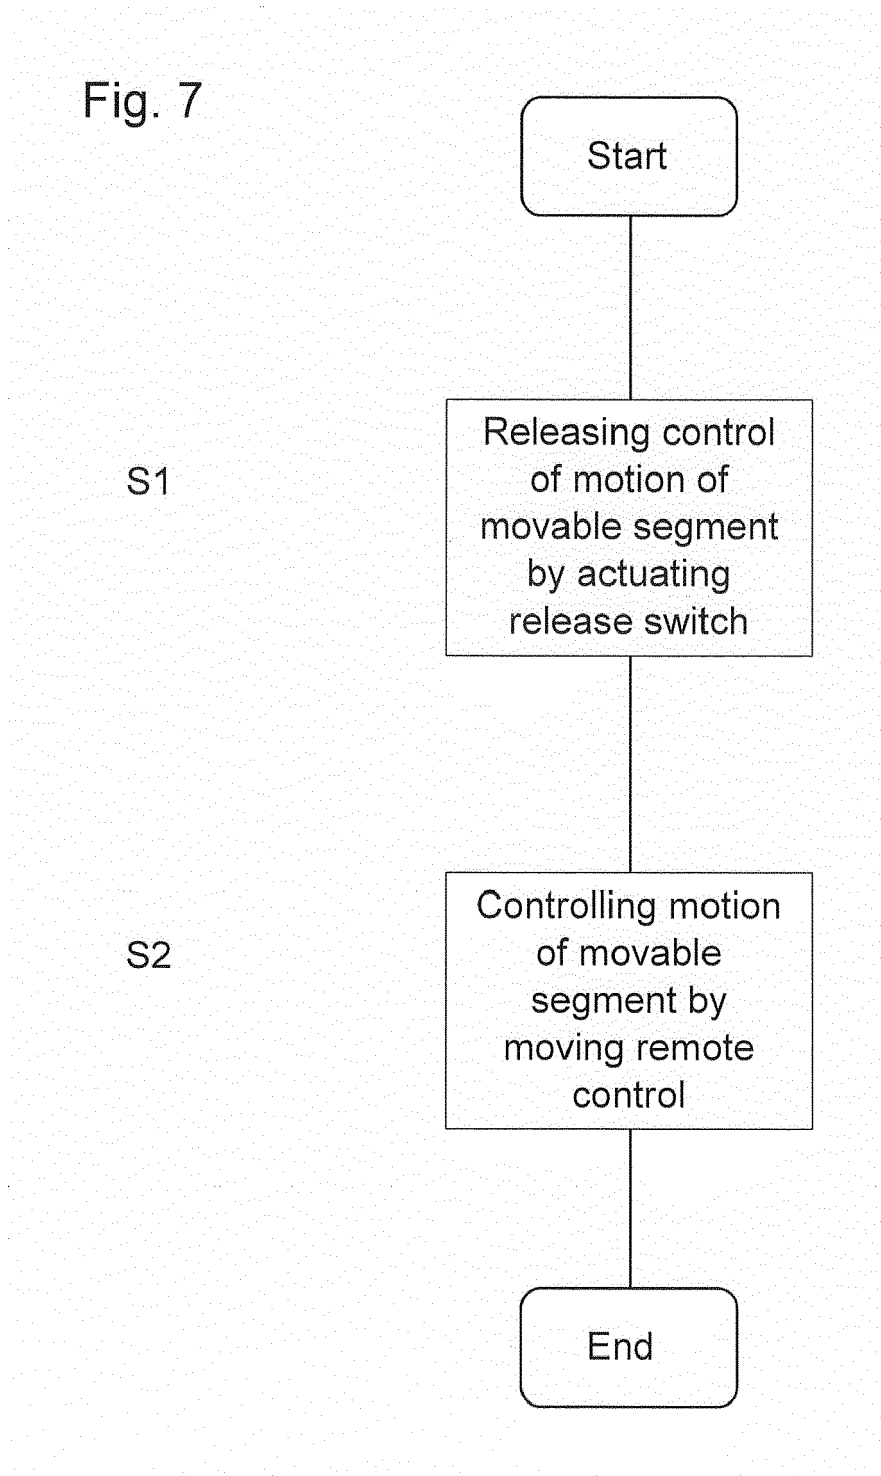 Fig. 7
Start
S1
Releasing control
of motion of
movable segment
by actuating
release switch
S2
Controlling motion
of movable
segment by
moving remote
control
End